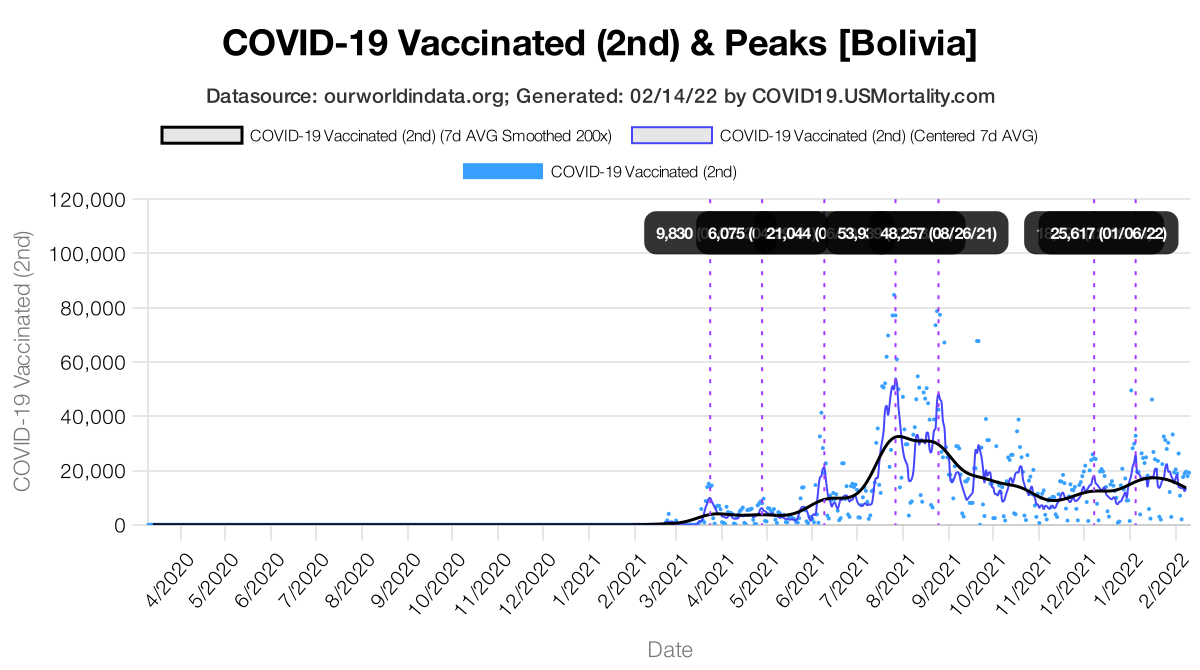 COVID-19 Vaccinated (2nd) & Peaks [Bolivia]
Datasource: ourworldindata.org; Generated: 02/14/22 by COVID19.USMortality.com
COVID-19 Vaccinated (2nd) (7d AVG Smoothed 200x) COVID-19 Vaccinated (2nd) (Centered 7d AVG)
COVID-19 Vaccinated (2nd)
COVID-19 Vaccinated (2nd)
120,000
100,000
80,000
60,000
40,000
20,000
0
9,830 6,075 21,044 48,257 (08/26/21) 25,617 (01/06/22)
4/2020 5/2020 6/2020 7/2020 8/2020 9/2020 10/2020 11/2020 12/2020 1/2021 2/2021 3/2021 4/2021 5/2021 6/2021 7/2021 8/2021 9/2021 10/2021 11/2021 12/2021 1/2022 2/2022
Date